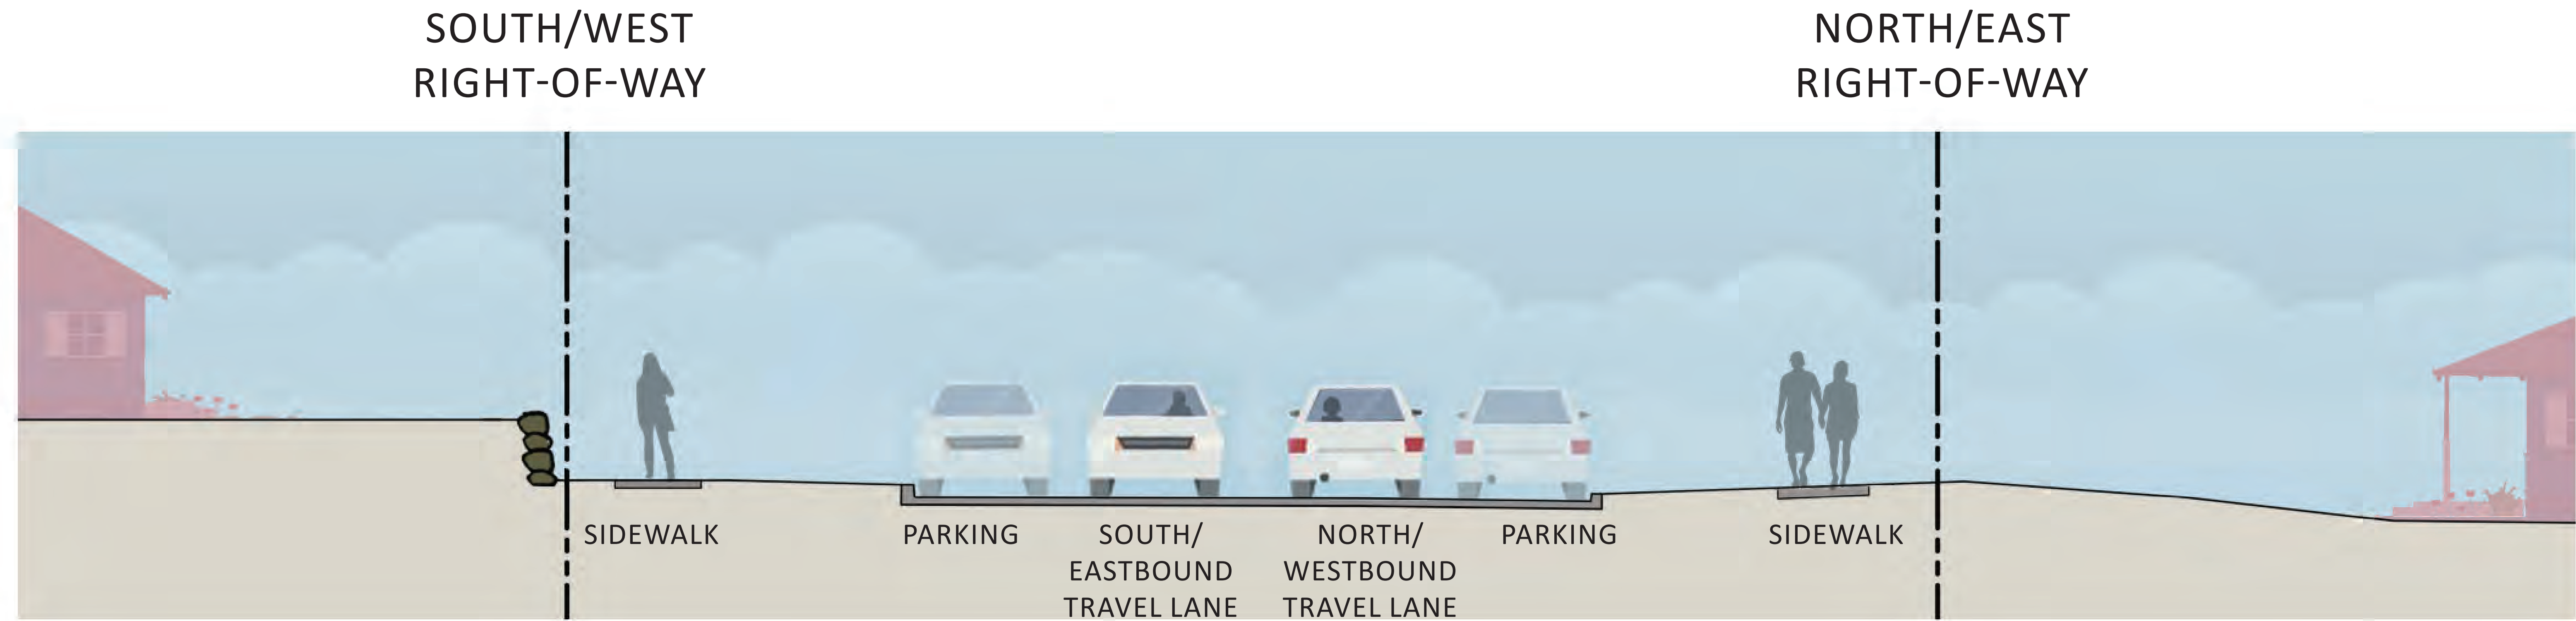 SOUTH/WEST
RIGHT-OF-WAY
NORTH/EAST
RIGHT-OF-WAY
SIDEWALK
PARKING
SOUTH/
EASTBOUND
TRAVEL LANE
NORTH/
WESTBOUND
TRAVEL LANE
PARKING
SIDEWALK